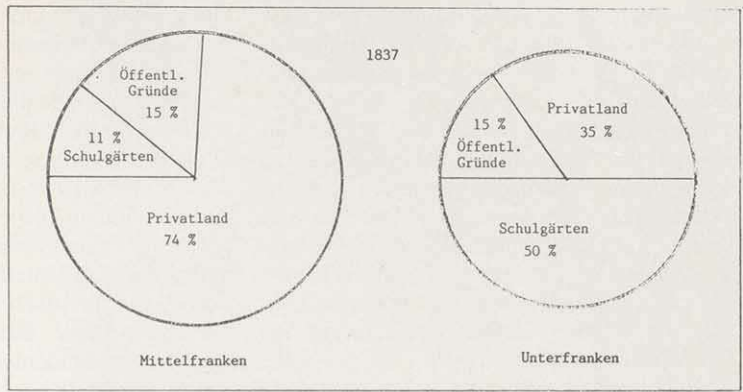 1837
Öffentl.
Gründe
15 %
11 %
Schulgärten
Privatland
74 %
Mittelfranken
Privatland
35 %
15 %
Öffentl.
Gründe
Schulgärten
50 %
Unterfranken